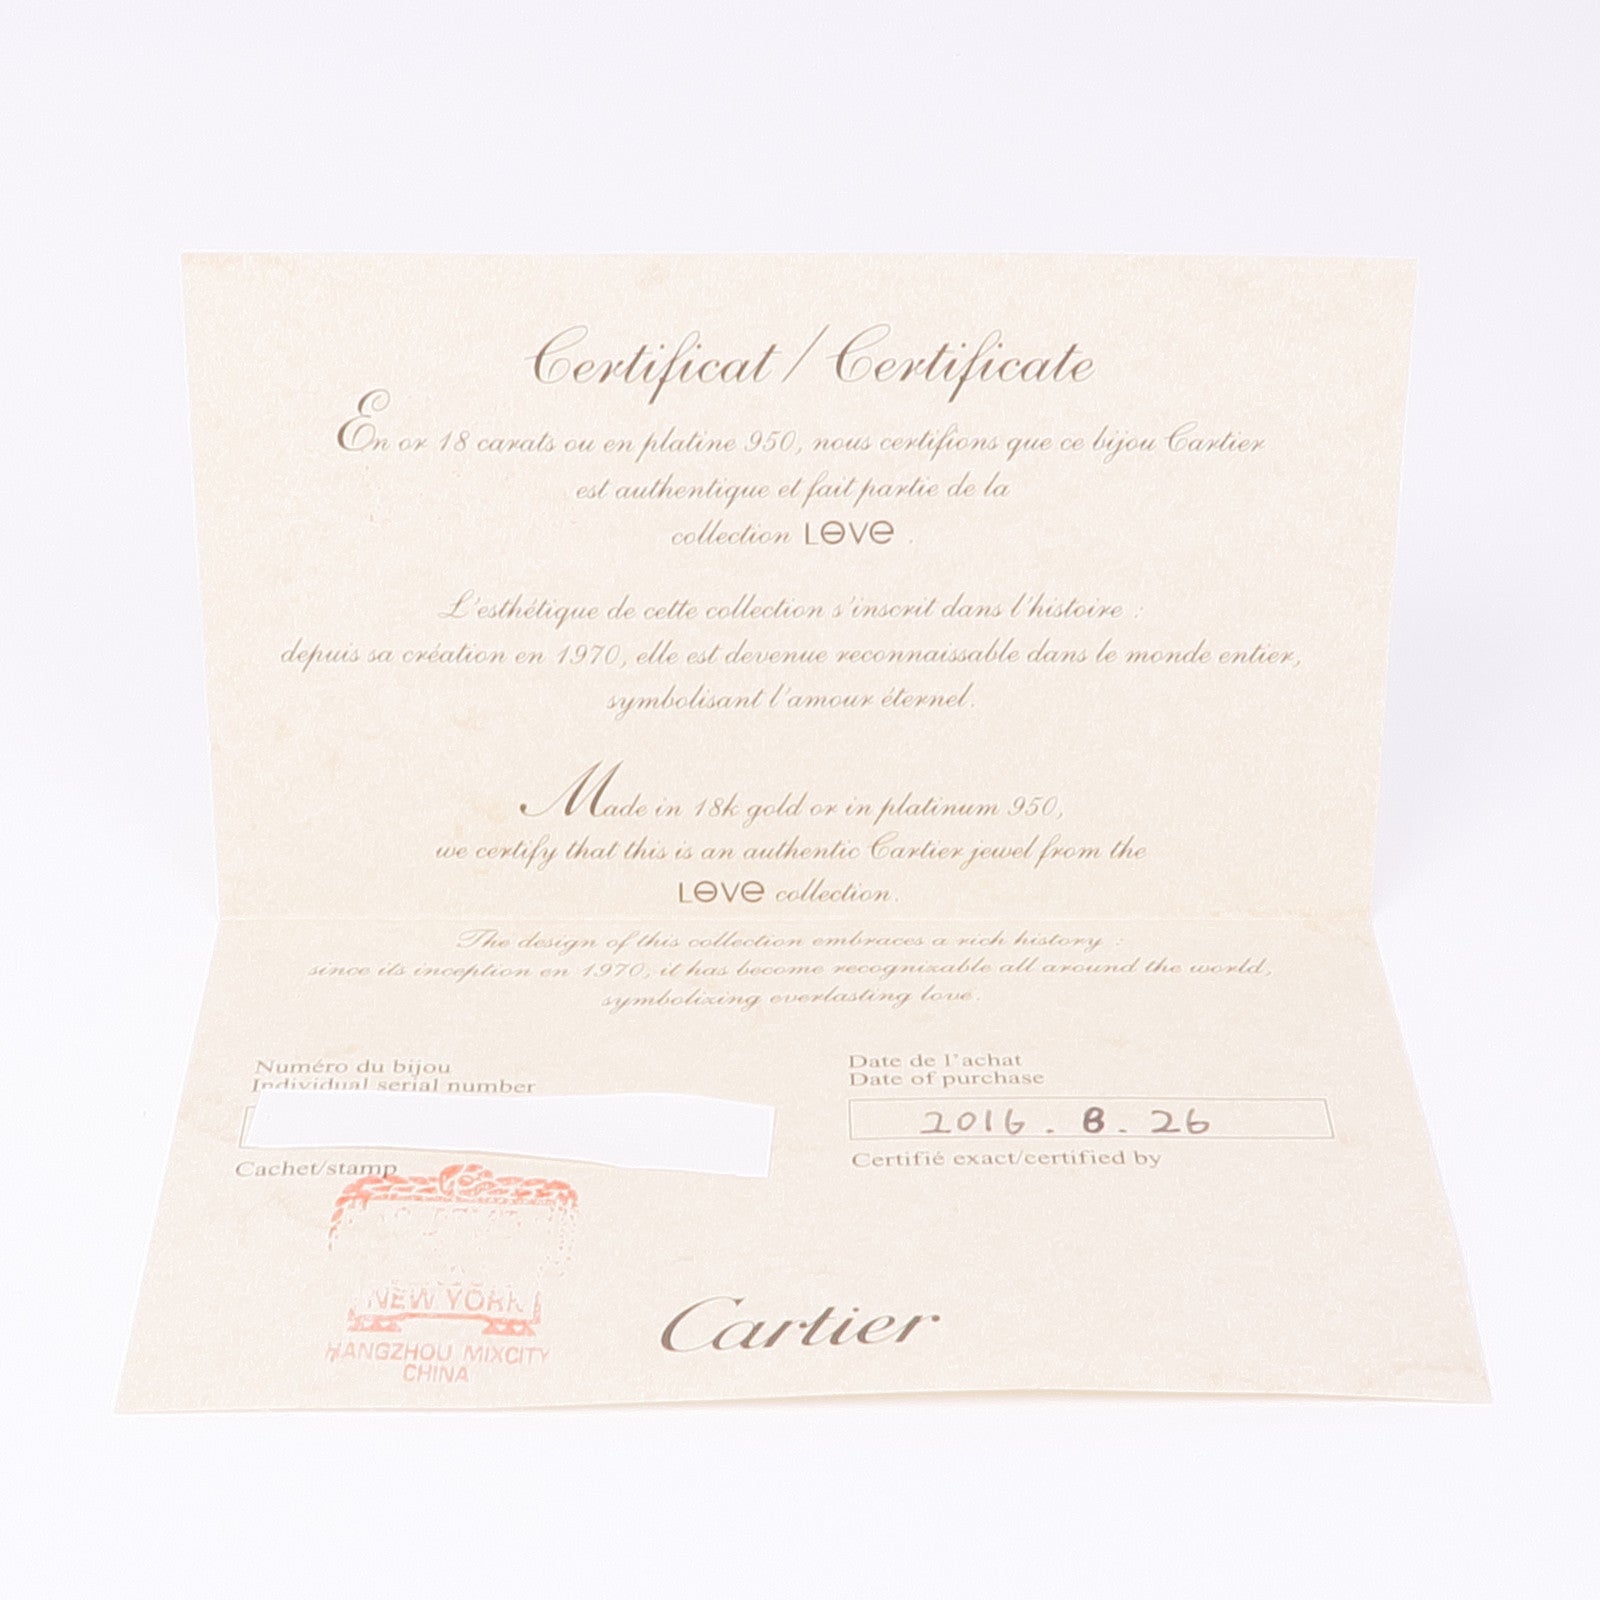 Certificat / Certificate
En or 18 carats ou en platine 950, nous certifions que ce bijou Cartier
est authentique et fait partie de la
collection LOVE .
L'esthétique de cette collection s'inscrit dans l'histoire :
depuis sa création en 1970, elle est devenue reconnaissable dans le monde entier,
symbolisant l'amour éternel.
Made in 18k gold or in platinum 950,
we certify that this is an authentic Cartier jewel from the
LOVE collection.
The design of this collection embraces a rich history :
since its inception en 1970, it has become recognizable all around the world,
symbolizing everlasting love.
Numéro du bijou
Individual serial number
Date de l'achat
Date of purchase
2016 . 8 . 26
Cachet/stamp
Certifié exact/certified by
NEW YORK
HANGZHOU MIXCITY
CHINA
Cartier